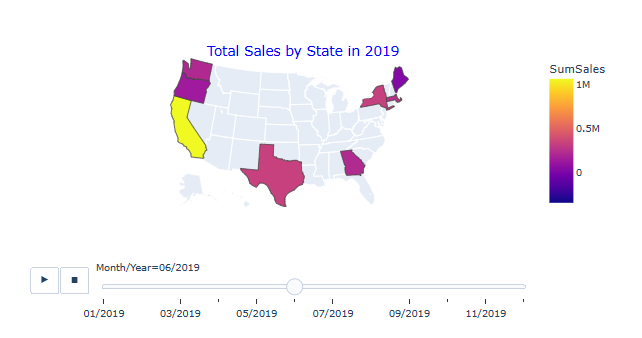 Total Sales by State in 2019
SumSales
1M
0.5M
0
Month/Year=06/2019
01/2019
03/2019
05/2019
07/2019
09/2019
11/2019